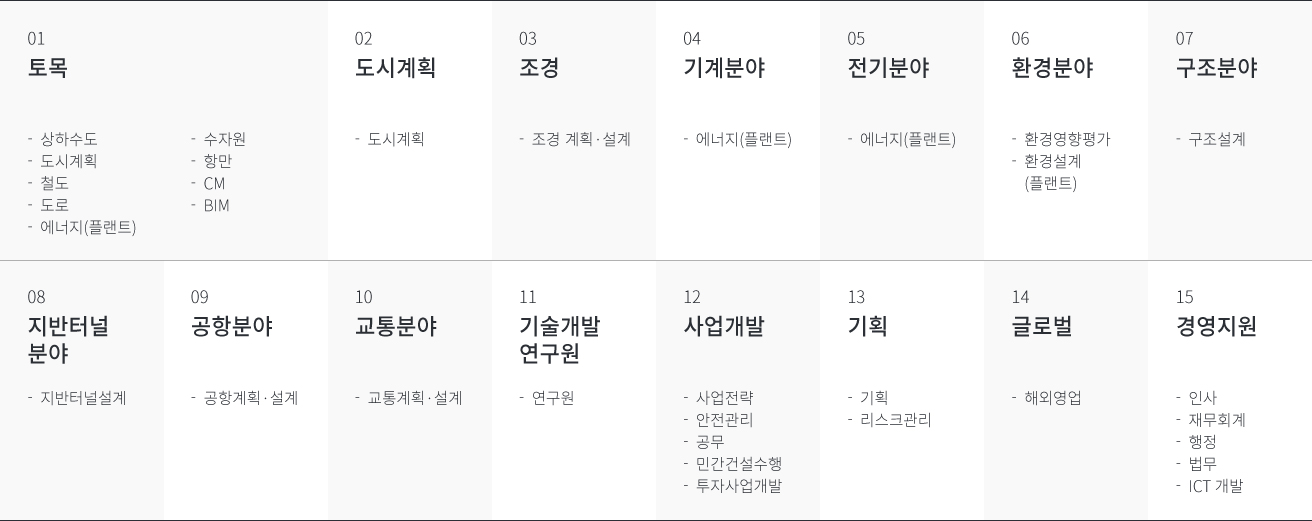 01
토목
- 상하수도
- 도시계획
- 철도
- 도로
- 에너지(플랜트)
- 수자원
- 항만
- CM
- BIM
02
도시계획
- 도시계획
03
조경
- 조경 계획·설계
04
기계분야
- 에너지(플랜트)
05
전기분야
- 에너지(플랜트)
06
환경분야
- 환경영향평가
- 환경설계
(플랜트)
07
구조분야
- 구조설계
08
지반터널
분야
- 지반터널설계
09
공항분야
- 공항계획·설계
10
교통분야
- 교통계획·설계
11
기술개발
연구원
- 연구원
12
사업개발
- 사업전략
- 안전관리
- 공무
- 민간건설수행
- 투자사업개발
13
기획
- 기획
- 리스크관리
14
글로벌
- 해외영업
15
경영지원
- 인사
- 재무회계
- 행정
- 법무
- ICT 개발